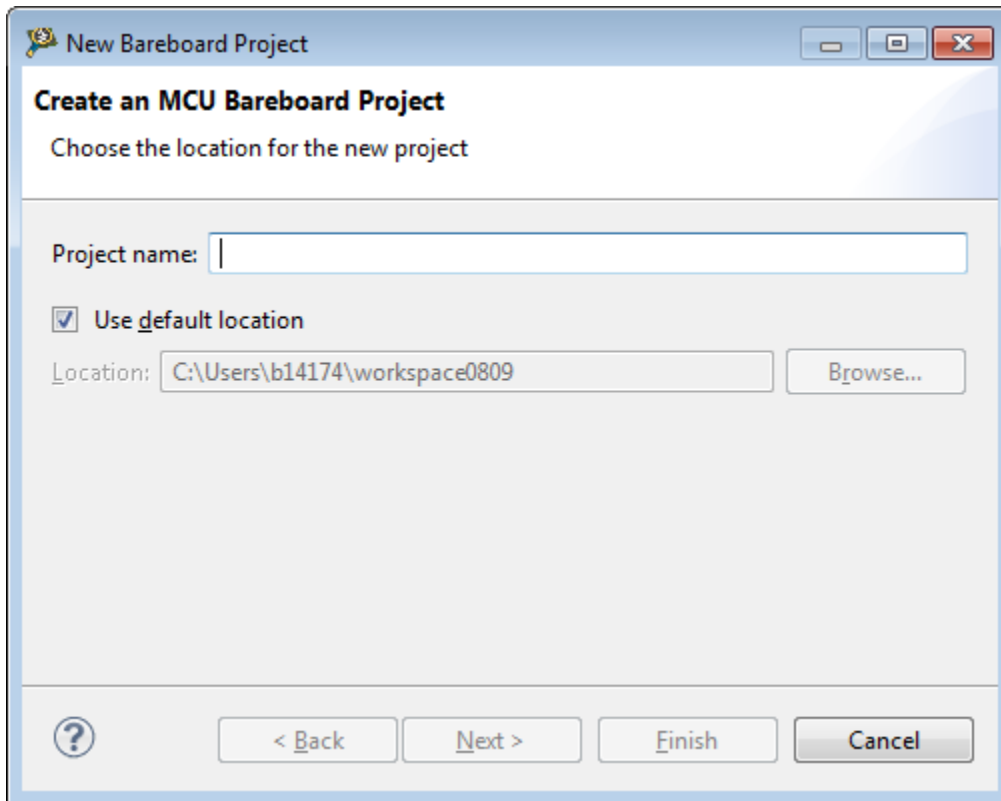 New Bareboard Project
Create an MCU Bareboard Project
Choose the location for the new project
Project name:
Use default location
Location: C:\Users\b14174\workspace0809 Browse...
? < Back Next > Finish Cancel